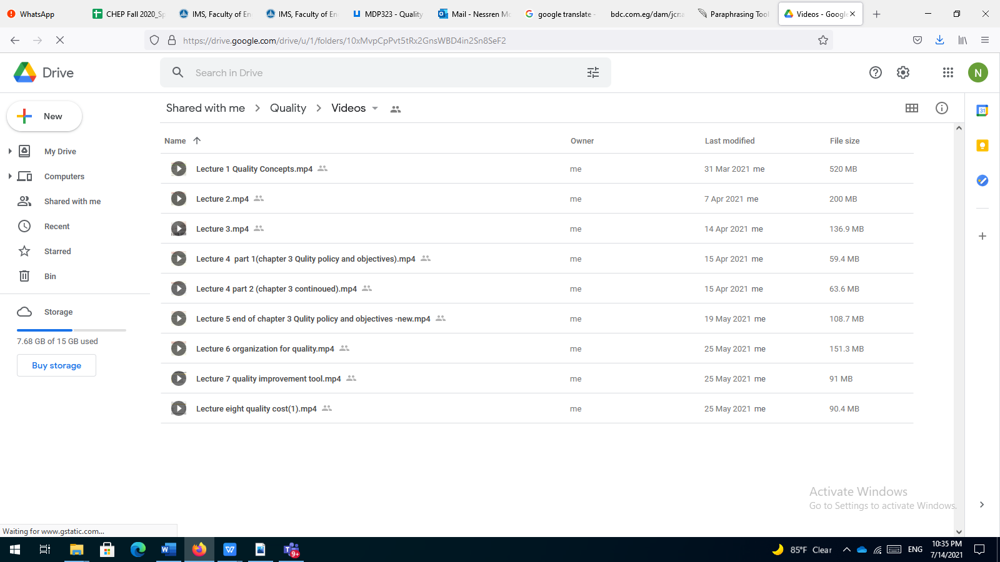 WhatsApp
CHEP Fall 2020_Sp
IMS, Faculty of En
IMS, Faculty of En
MDP323 - Quality
Mail - Nessren Mo
google translate -
bdc.com.eg/dam/jcr:a
Paraphrasing Tool
Videos - Google
https://drive.google.com/drive/u/1/folders/10xMvpCpPvt5tRx2GnsWBD4in2Sn8SeF2
Drive
Search in Drive
N
New
My Drive
Computers
Shared with me
Recent
Starred
Bin
Storage
7.68 GB of 15 GB used
Buy storage
Shared with me > Quality > Videos
Name Owner Last modified File size
Lecture 1 Quality Concepts.mp4 me 31 Mar 2021 me 520 MB
Lecture 2.mp4 me 7 Apr 2021 me 200 MB
Lecture 3.mp4 me 14 Apr 2021 me 136.9 MB
Lecture 4 part 1(chapter 3 Qulity policy and objectives).mp4 me 15 Apr 2021 me 59.4 MB
Lecture 4 part 2 (chapter 3 continoued).mp4 me 15 Apr 2021 me 63.6 MB
Lecture 5 end of chapter 3 Qulity policy and objectives -new.mp4 me 19 May 2021 me 108.7 MB
Lecture 6 organization for quality.mp4 me 25 May 2021 me 151.3 MB
Lecture 7 quality improvement tool.mp4 me 25 May 2021 me 91 MB
Lecture eight quality cost(1).mp4 me 25 May 2021 me 90.4 MB
31
Activate Windows
Go to Settings to activate Windows.
Waiting for www.gstatic.com...
9+
85°F Clear
ENG
10:35 PM
7/14/2021